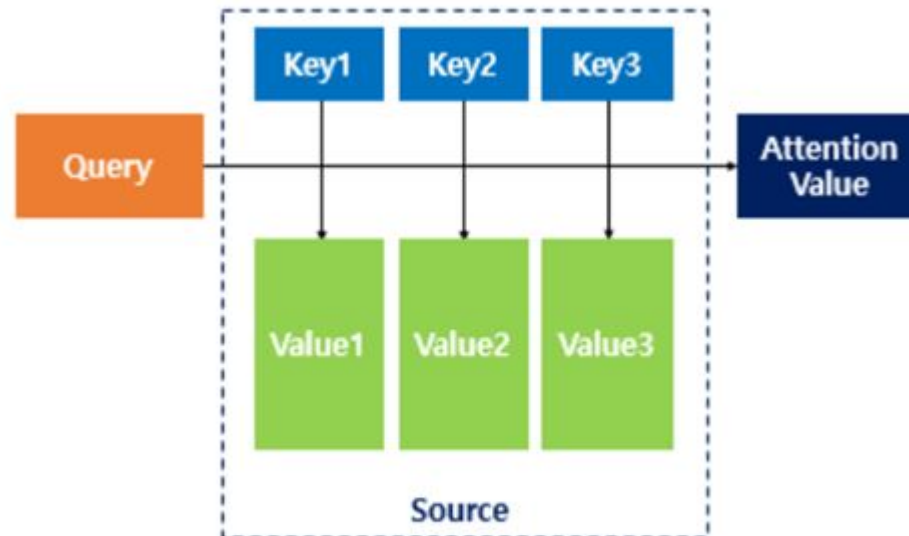 Key1 Key2 Key3
Query
Attention
Value
Value1 Value2 Value3
Source